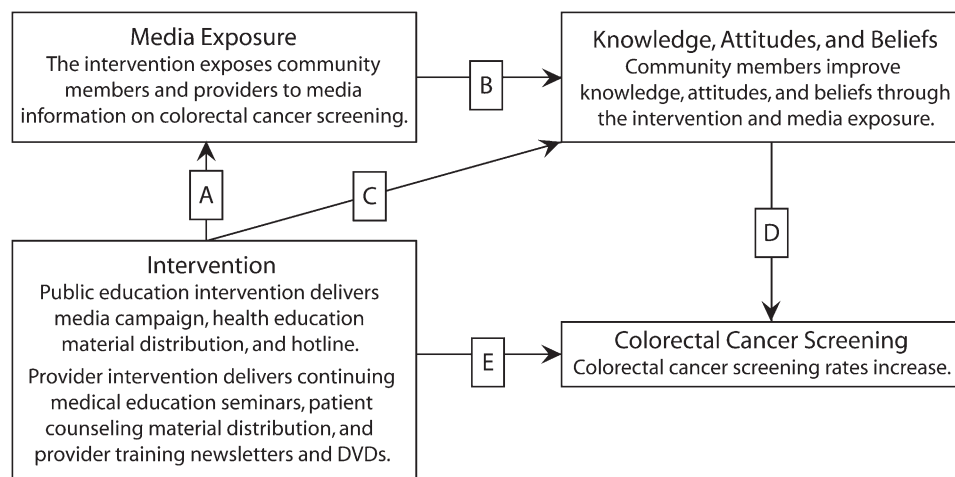 Media Exposure
The intervention exposes community
members and providers to media
information on colorectal cancer screening.
B
Knowledge, Attitudes, and Beliefs
Community members improve
knowledge, attitudes, and beliefs through
the intervention and media exposure.
A
C
D
Intervention
Public education intervention delivers
media campaign, health education
material distribution, and hotline.
Provider intervention delivers continuing
medical education seminars, patient
counseling material distribution, and
provider training newsletters and DVDs.
E
Colorectal Cancer Screening
Colorectal cancer screening rates increase.